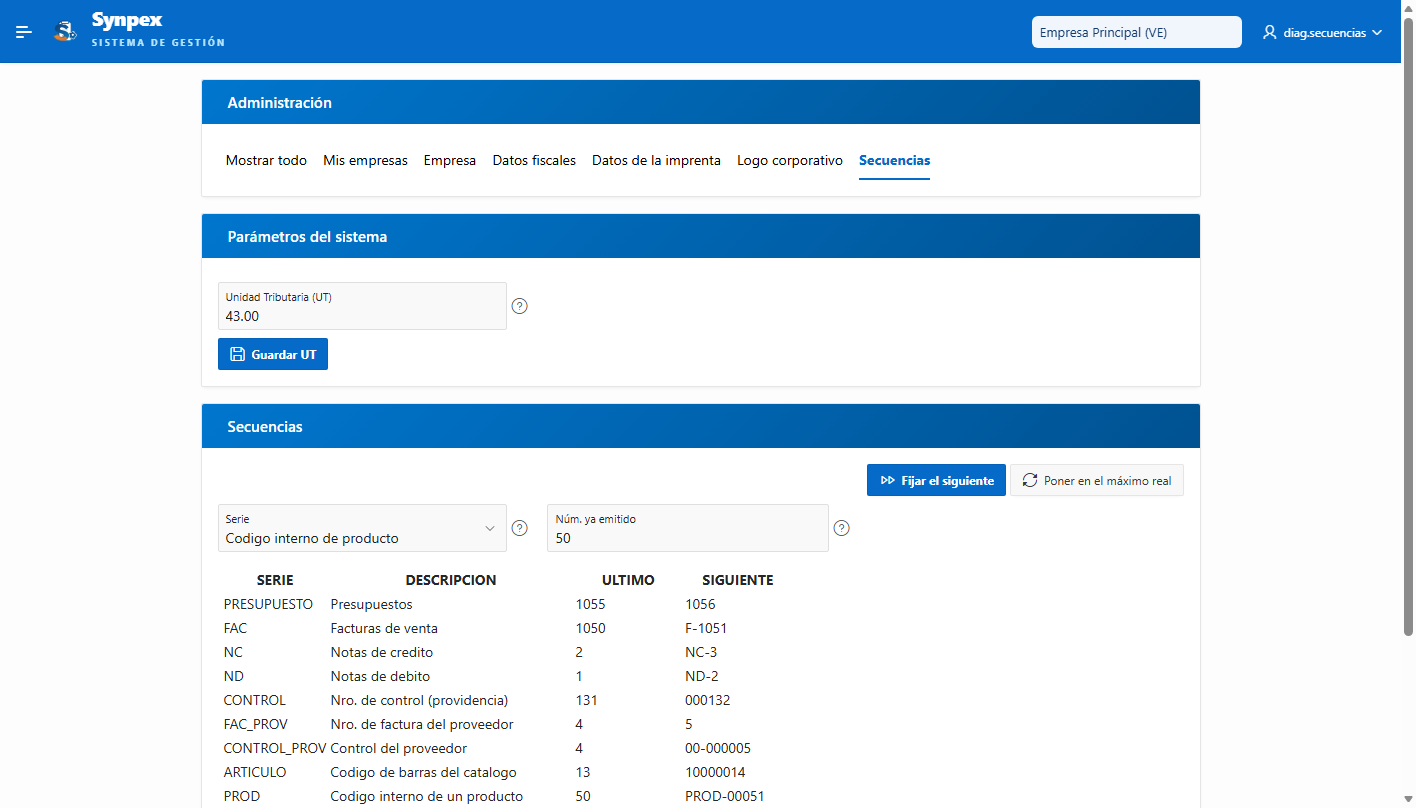 Synpex
SISTEMA DE GESTIÓN
Empresa Principal (VE)
diag.secuencias
Administración
Mostrar todo Mis empresas Empresa Datos fiscales Datos de la imprenta Logo corporativo Secuencias
Parámetros del sistema
Unidad Tributaria (UT)
43.00
?
Guardar UT
Secuencias
Fijar el siguiente Poner en el máximo real
Serie
Codigo interno de producto
?
Núm. ya emitido
50
?
SERIE DESCRIPCION ULTIMO SIGUIENTE
PRESUPUESTO Presupuestos 1055 1056
FAC Facturas de venta 1050 F-1051
NC Notas de credito 2 NC-3
ND Notas de debito 1 ND-2
CONTROL Nro. de control (providencia) 131 000132
FAC_PROV Nro. de factura del proveedor 4 5
CONTROL_PROV Control del proveedor 4 00-000005
ARTICULO Codigo de barras del catalogo 13 10000014
PROD Codigo interno de un producto 50 PROD-00051